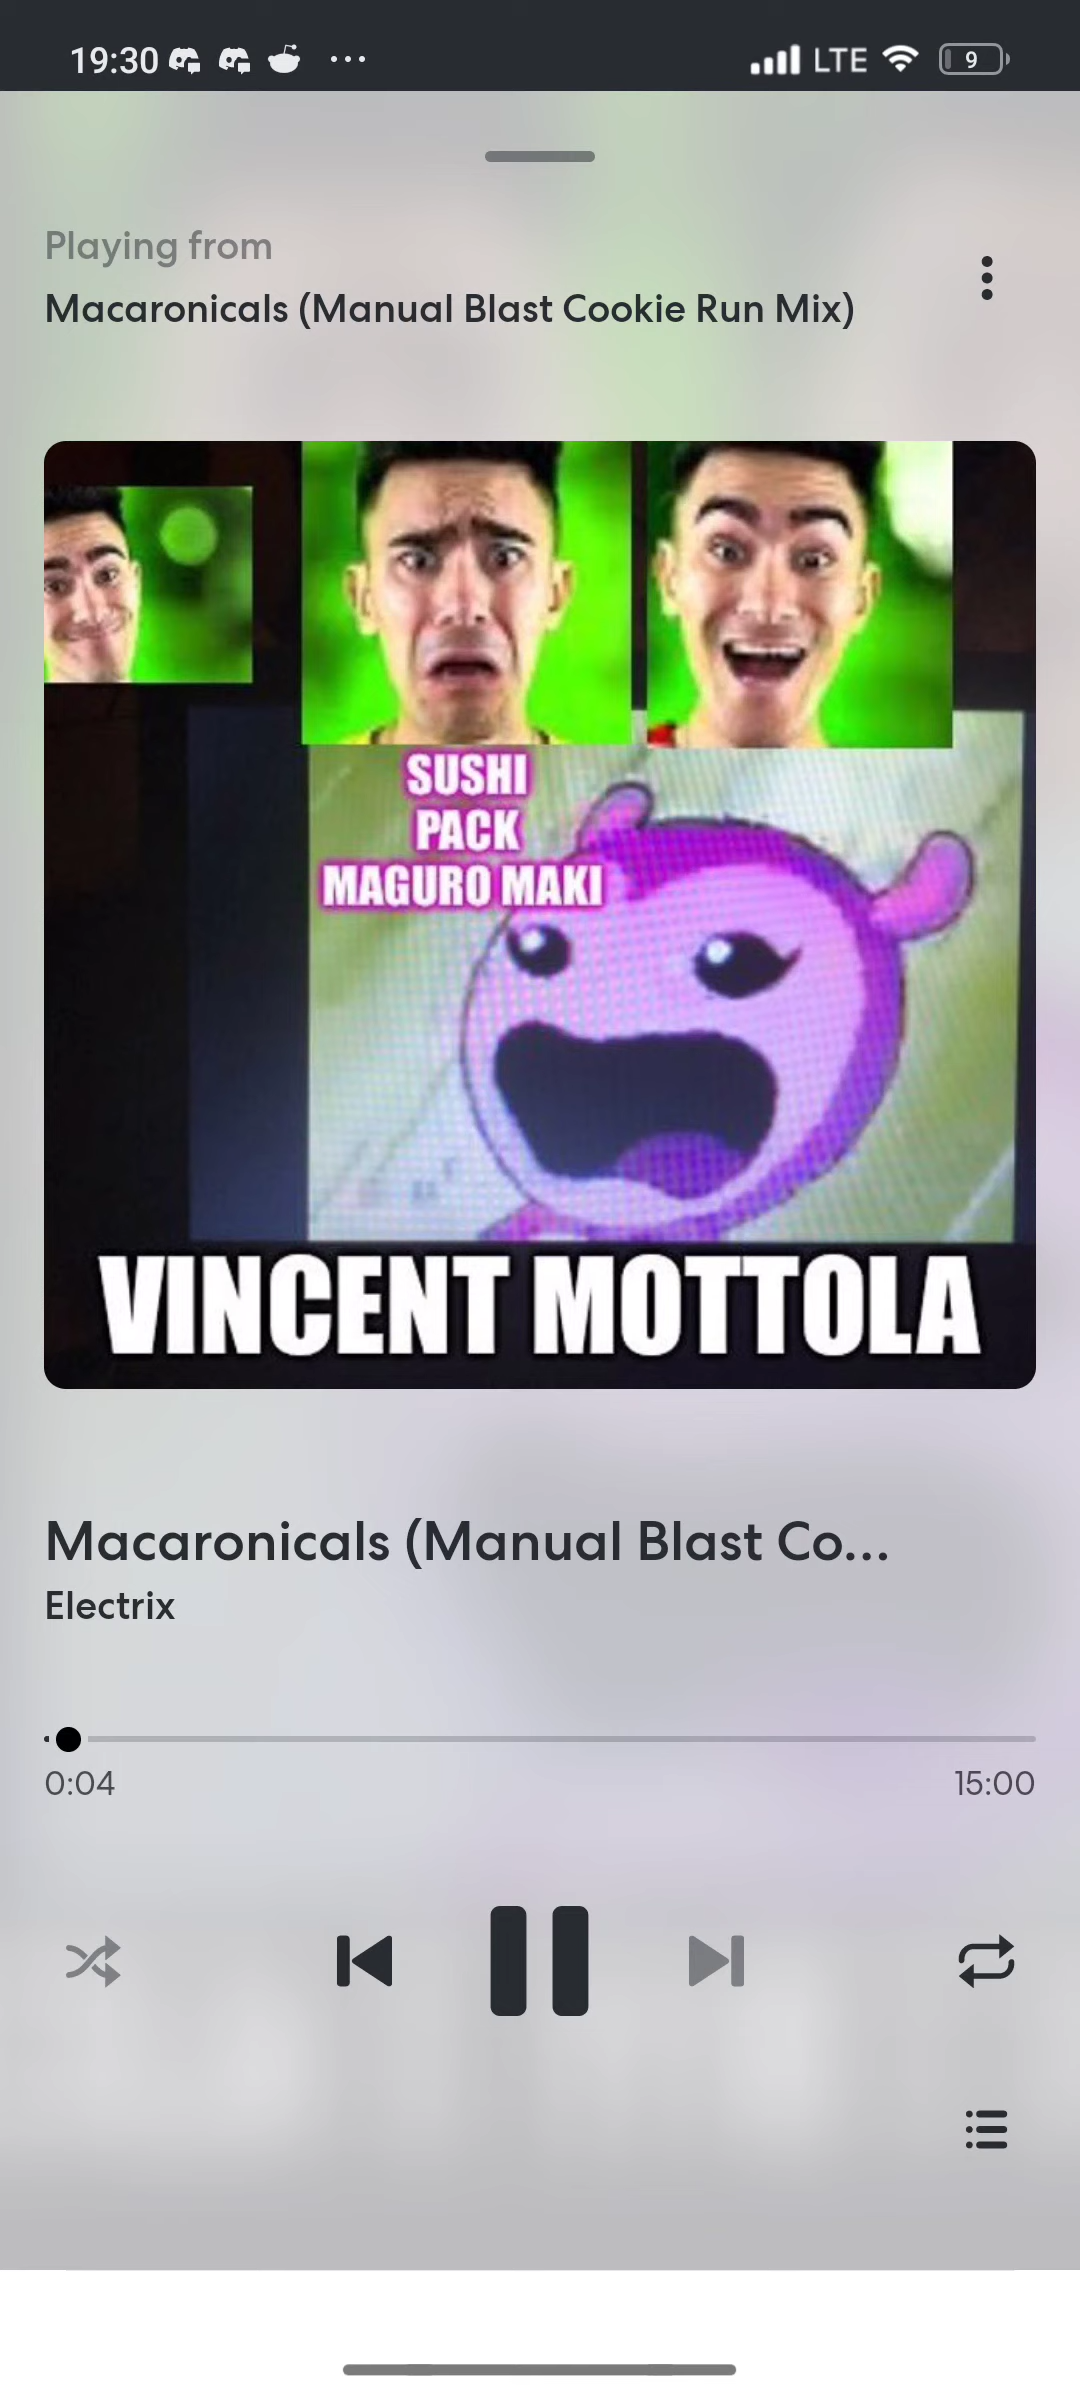 19:30
LTE
9
Playing from
Macaronicals (Manual Blast Cookie Run Mix)
SUSHI
PACK
MAGURO MAKI
VINCENT MOTTOLA
Macaronicals (Manual Blast Co...
Electrix
0:04
15:00